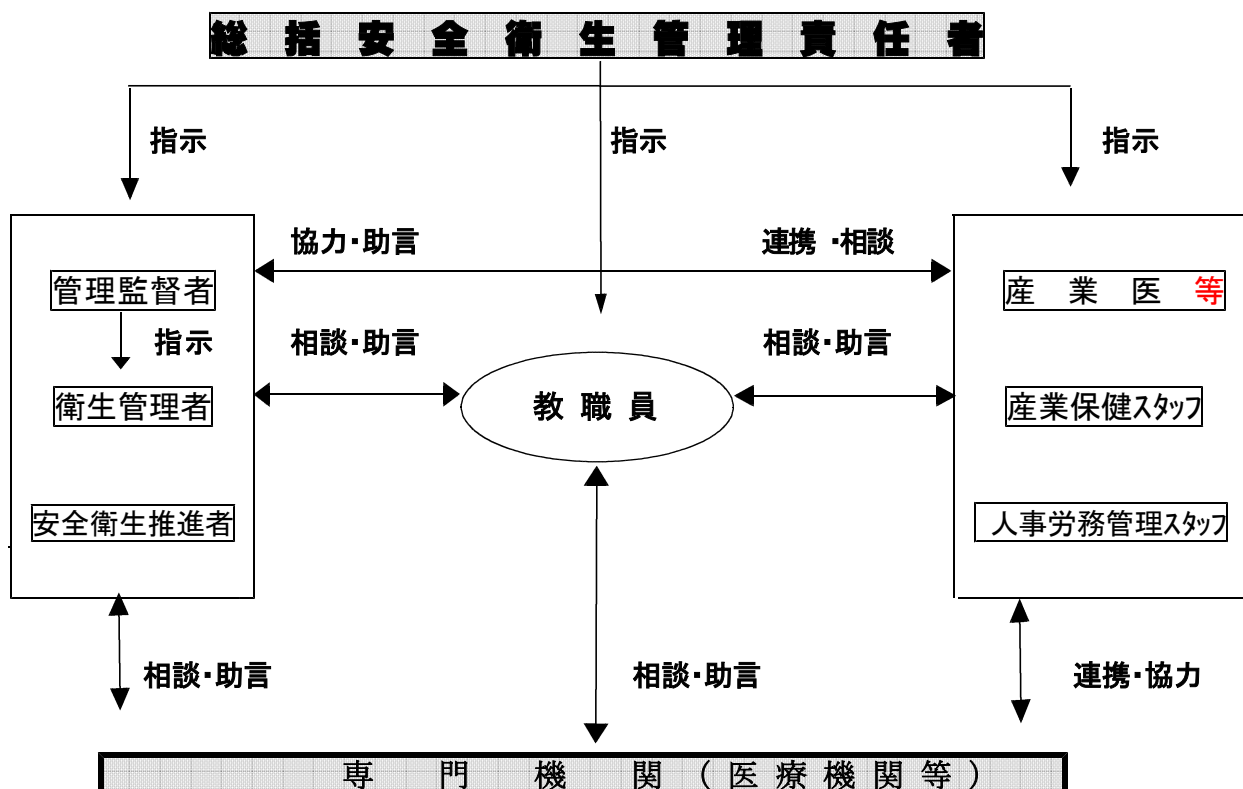 総括安全衛生管理責任者
指示
指示
指示
協力・助言
連携・相談
管理監督者
産業医等
指示
相談・助言
相談・助言
衛生管理者
教職員
産業保健スタッフ
安全衛生推進者
人事労務管理スタッフ
相談・助言
相談・助言
連携・協力
専門機関(医療機関等)